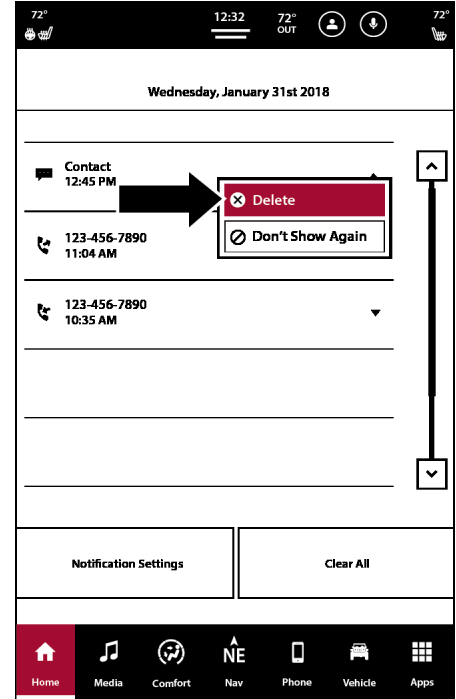 72° 12:32 72° 72°
OUT
Wednesday, January 31st 2018
Contact
12:45 PM
Delete
Don't Show Again
123-456-7890
11:04 AM
123-456-7890
10:35 AM
Notification Settings Clear All
NE
Home Media Comfort Nav Phone Vehicle Apps